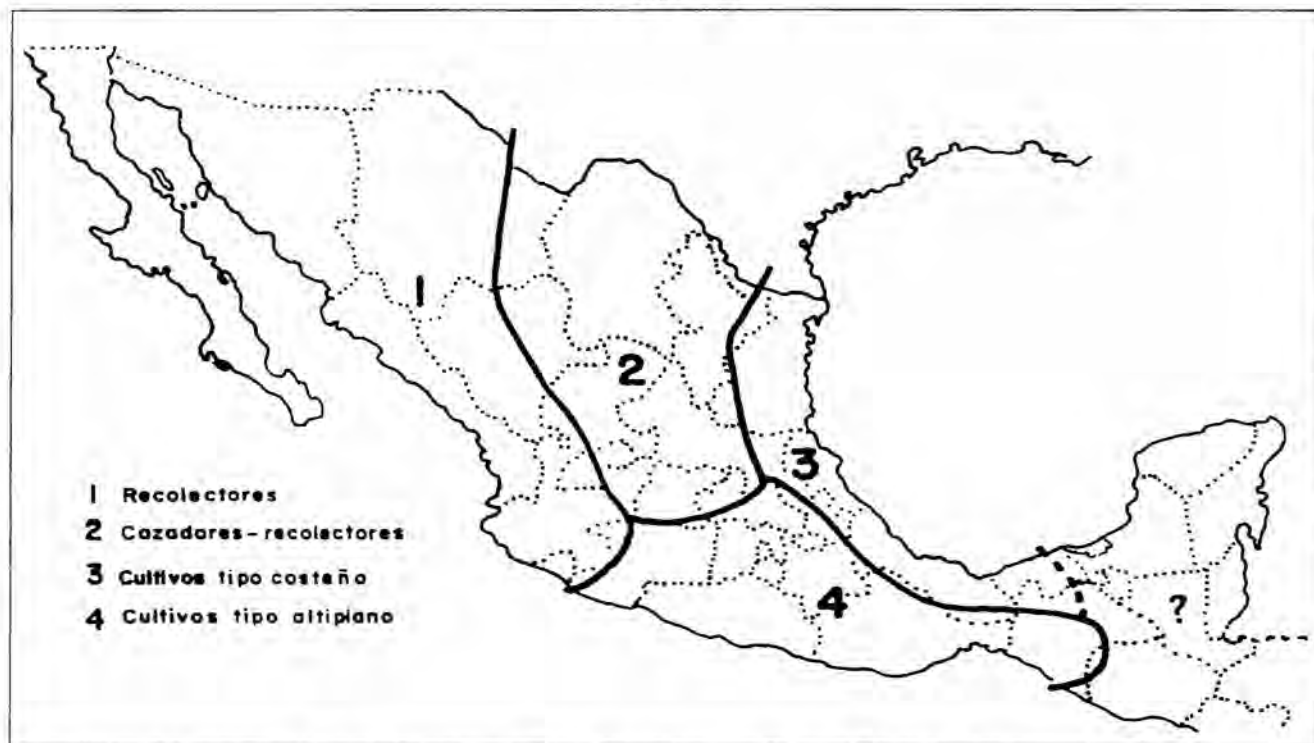 1
2
3
4
?
1 Recolectores
2 Cazadores-recolectores
3 Cultivos tipo costeño
4 Cultivos tipo altiplano